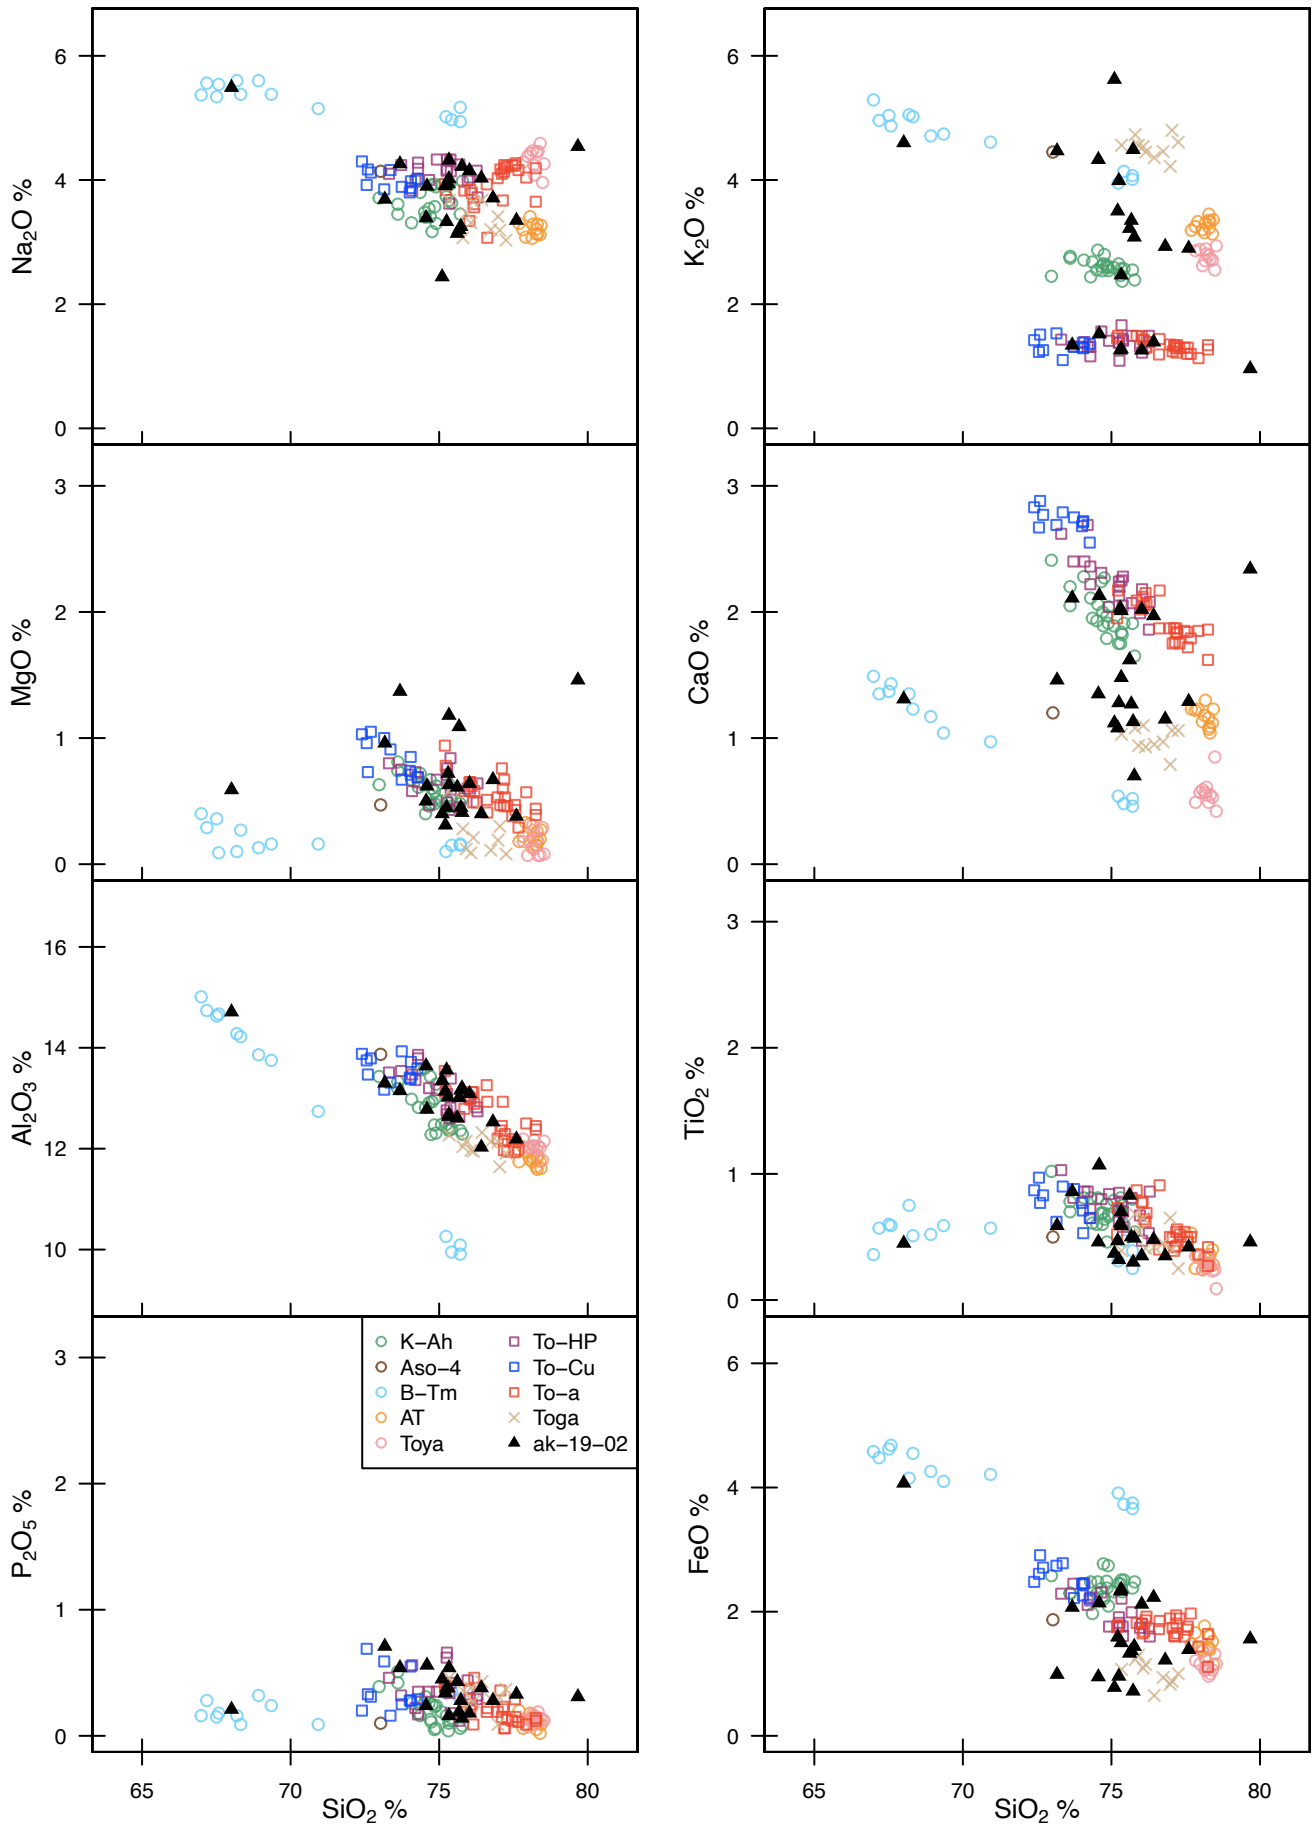 6
4
2
0
Na₂O %
6
4
2
0
K₂O %
3
2
1
0
MgO %
3
2
1
0
CaO %
16
14
12
10
Al₂O₃ %
3
2
1
0
TiO₂ %
3
2
1
0
P₂O₅ %
K−Ah
Aso−4
B−Tm
AT
Toya
To−HP
To−Cu
To−a
Toga
ak−19−02
6
4
2
0
FeO %
65 70 75 80
SiO₂ %
65 70 75 80
SiO₂ %